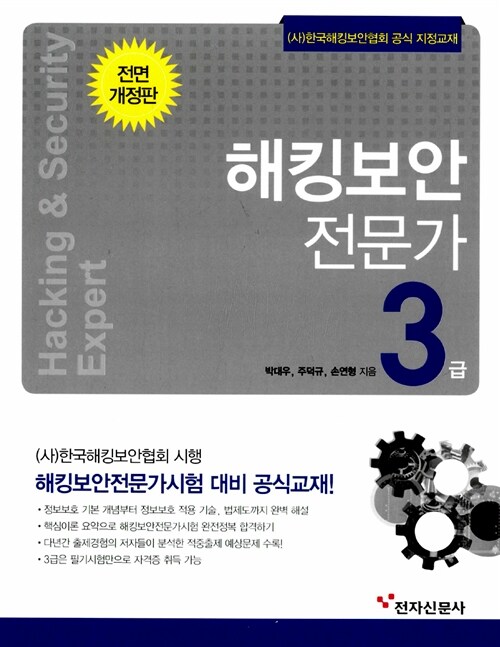 (사)한국해킹보안협회 공식 지정교재
전면
개정판
Hacking & Security
Expert
해킹보안
전문가
3급
박대우, 주덕규, 손연형 지음
(사)한국해킹보안협회 시행
해킹보안전문가시험 대비 공식교재!
• 정보보호 기본 개념부터 정보보호 적용 기술, 법제도까지 완벽 해설
• 핵심이론 요약으로 해킹보안전문가시험 완전정복 합격하기
• 다년간 출제경험의 저자들이 분석한 적중출제 예상문제 수록!
• 3급은 필기시험만으로 자격증 취득 가능
전자신문사